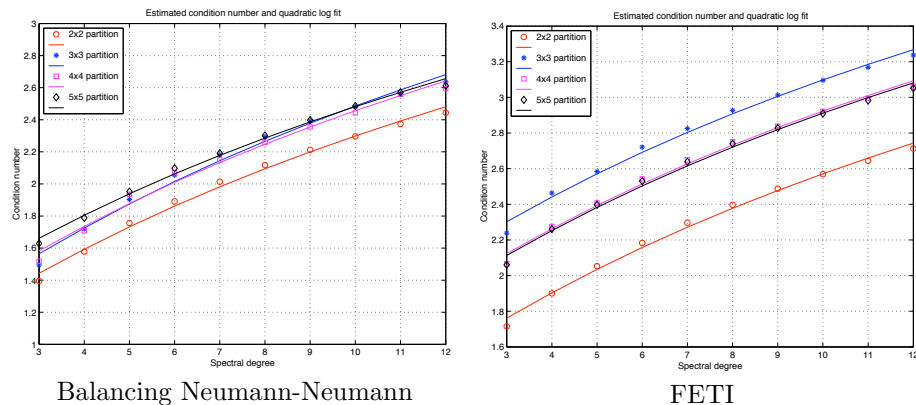 Estimated condition number and quadratic log fit
3
2.8
2.6
2.4
2.2
2
1.8
1.6
1.4
1.2
1
Condition number
2x2 partition
3x3 partition
4x4 partition
5x5 partition
3 4 5 6 7 8 9 10 11 12
Spectral degree
Balancing Neumann-Neumann
Estimated condition number and quadratic log fit
3.4
3.2
3
2.8
2.6
2.4
2.2
2
1.8
1.6
Condition number
2x2 partition
3x3 partition
4x4 partition
5x5 partition
3 4 5 6 7 8 9 10 11 12
Spectral degree
FETI